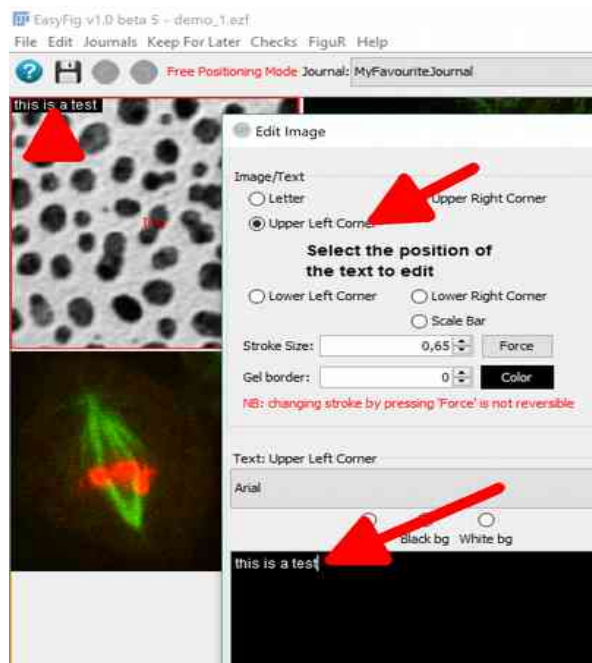 EasyFig v1.0 beta 5 - demo_1.ezf
File Edit Journals Keep For Later Checks FiguR Help
Free Positioning Mode Journal: MyFavouriteJournal
this is a test
Edit Image
Image/Text
Letter Upper Right Corner
Upper Left Corner
Select the position of
the text to edit
Lower Left Corner Lower Right Corner
Scale Bar
Stroke Size: 0,65 Force
Gel border: 0 Color
NB: changing stroke by pressing 'Force' is not reversible
Text: Upper Left Corner
Arial
Black bg White bg
this is a test